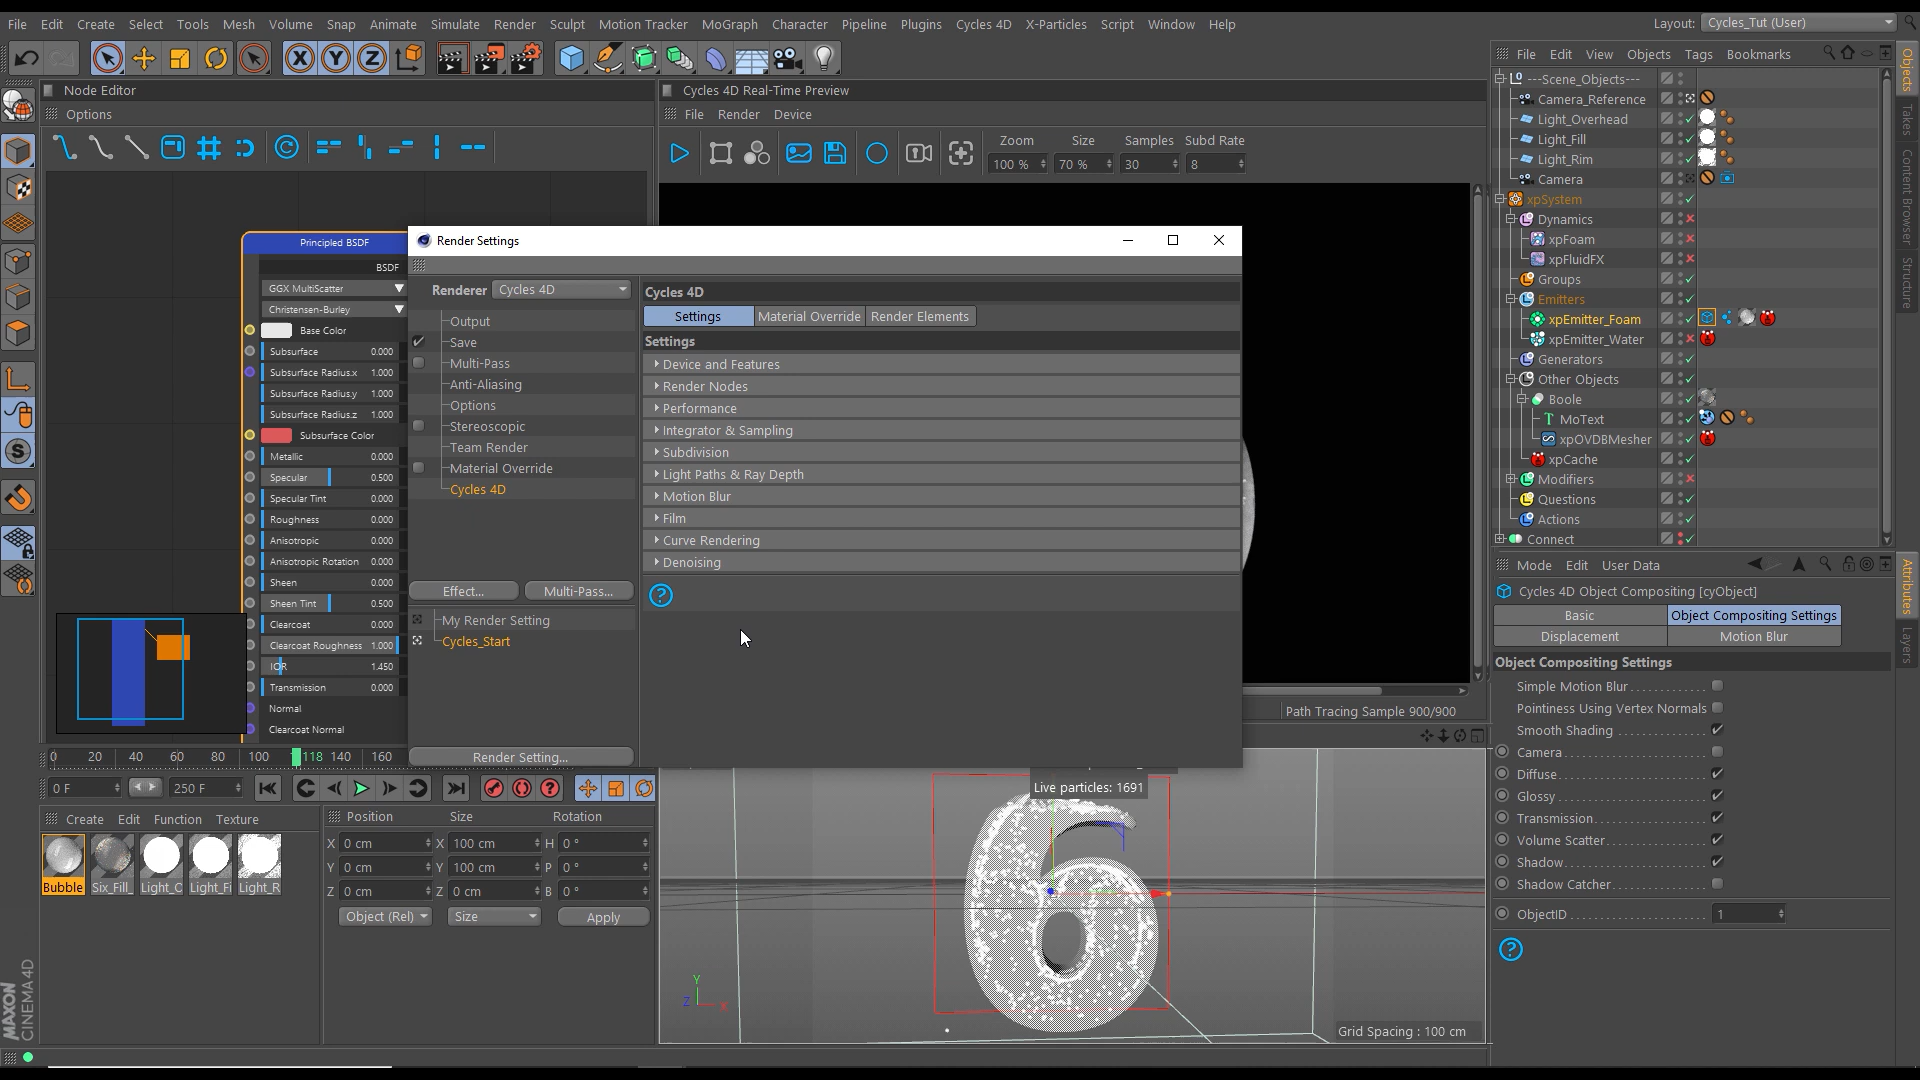 File Edit Create Select Tools Mesh Volume Snap Animate Simulate Render Sculpt Motion Tracker MoGraph Character Pipeline Plugins Cycles 4D X-Particles Script Window Help
Layout: Cycles_Tut (User)
Node Editor
Options
Principled BSDF
BSDF
GGX MultiScatter
Christensen-Burley
Base Color
Subsurface 0.000
Subsurface Radius.x 1.000
Subsurface Radius.y 1.000
Subsurface Radius.z 1.000
Subsurface Color
Metallic 0.000
Specular 0.500
Specular Tint 0.000
Roughness 0.000
Anisotropic 0.000
Anisotropic Rotation 0.000
Sheen 0.000
Sheen Tint 0.500
Clearcoat 0.000
Clearcoat Roughness 1.000
IOR 1.450
Transmission 0.000
Normal
Clearcoat Normal
Cycles 4D Real-Time Preview
File Render Device
Zoom Size Samples Subd Rate
100 % 70 % 30 8
Path Tracing Sample 900/900
Render Settings
Renderer Cycles 4D
Output
Save
Multi-Pass
Anti-Aliasing
Options
Stereoscopic
Team Render
Material Override
Cycles 4D
Effect... Multi-Pass...
My Render Setting
Cycles_Start
Render Setting...
Cycles 4D
Settings Material Override Render Elements
Settings
Device and Features
Render Nodes
Performance
Integrator & Sampling
Subdivision
Light Paths & Ray Depth
Motion Blur
Film
Curve Rendering
Denoising
Live particles: 1691
Y
Z X
Grid Spacing : 100 cm
0 20 40 60 80 100 118 140 160
0 F 250 F
Create Edit Function Texture
Bubble Six_Fill_ Light_O Light_Fi Light_R
Position Size Rotation
X 0 cm X 100 cm H 0 °
Y 0 cm Y 100 cm P 0 °
Z 0 cm Z 0 cm B 0 °
Object (Rel) Size Apply
MAXON
CINEMA 4D
File Edit View Objects Tags Bookmarks
---Scene_Objects---
Camera_Reference
Light_Overhead
Light_Fill
Light_Rim
Camera
xpSystem
Dynamics
xpFoam
xpFluidFX
Groups
Emitters
xpEmitter_Foam
xpEmitter_Water
Generators
Other Objects
Boole
MoText
xpOVDBMesher
xpCache
Modifiers
Questions
Actions
Connect
Objects
Takes
Content Browser
Structure
Mode Edit User Data
Cycles 4D Object Compositing [cyObject]
Basic Object Compositing Settings
Displacement Motion Blur
Object Compositing Settings
Simple Motion Blur
Pointiness Using Vertex Normals
Smooth Shading
Camera
Diffuse
Glossy
Transmission
Volume Scatter
Shadow
Shadow Catcher
ObjectID 1
Attributes
Layers